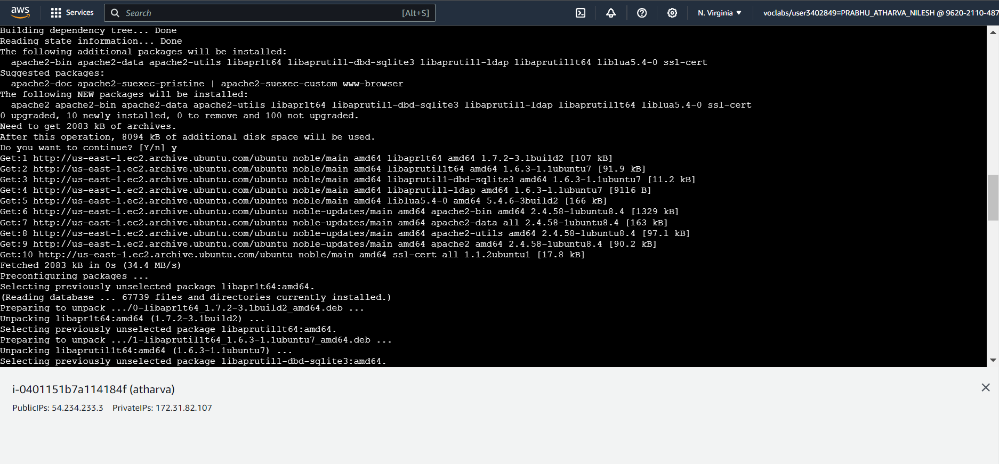 aws Services Search [Alt+S] N. Virginia voclabs/user3402849=PRABHU_ATHARVA_NILESH @ 9620-2110-487
Building dependency tree... Done
Reading state information... Done
The following additional packages will be installed:
  apache2-bin apache2-data apache2-utils libapr1t64 libaprutil1-dbd-sqlite3 libaprutil1-ldap libaprutil1t64 liblua5.4-0 ssl-cert
Suggested packages:
  apache2-doc apache2-suexec-pristine | apache2-suexec-custom www-browser
The following NEW packages will be installed:
  apache2 apache2-bin apache2-data apache2-utils libapr1t64 libaprutil1-dbd-sqlite3 libaprutil1-ldap libaprutil1t64 liblua5.4-0 ssl-cert
0 upgraded, 10 newly installed, 0 to remove and 100 not upgraded.
Need to get 2083 kB of archives.
After this operation, 8094 kB of additional disk space will be used.
Do you want to continue? [Y/n] y
Get:1 http://us-east-1.ec2.archive.ubuntu.com/ubuntu noble/main amd64 libapr1t64 amd64 1.7.2-3.1build2 [107 kB]
Get:2 http://us-east-1.ec2.archive.ubuntu.com/ubuntu noble/main amd64 libaprutil1t64 amd64 1.6.3-1.1ubuntu7 [91.9 kB]
Get:3 http://us-east-1.ec2.archive.ubuntu.com/ubuntu noble/main amd64 libaprutil1-dbd-sqlite3 amd64 1.6.3-1.1ubuntu7 [11.2 kB]
Get:4 http://us-east-1.ec2.archive.ubuntu.com/ubuntu noble/main amd64 libaprutil1-ldap amd64 1.6.3-1.1ubuntu7 [9116 B]
Get:5 http://us-east-1.ec2.archive.ubuntu.com/ubuntu noble/main amd64 liblua5.4-0 amd64 5.4.6-3build2 [166 kB]
Get:6 http://us-east-1.ec2.archive.ubuntu.com/ubuntu noble-updates/main amd64 apache2-bin amd64 2.4.58-1ubuntu8.4 [1329 kB]
Get:7 http://us-east-1.ec2.archive.ubuntu.com/ubuntu noble-updates/main amd64 apache2-data all 2.4.58-1ubuntu8.4 [163 kB]
Get:8 http://us-east-1.ec2.archive.ubuntu.com/ubuntu noble-updates/main amd64 apache2-utils amd64 2.4.58-1ubuntu8.4 [97.1 kB]
Get:9 http://us-east-1.ec2.archive.ubuntu.com/ubuntu noble-updates/main amd64 apache2 amd64 2.4.58-1ubuntu8.4 [90.2 kB]
Get:10 http://us-east-1.ec2.archive.ubuntu.com/ubuntu noble/main amd64 ssl-cert all 1.1.2ubuntu1 [17.8 kB]
Fetched 2083 kB in 0s (34.4 MB/s)
Preconfiguring packages ...
Selecting previously unselected package libapr1t64:amd64.
(Reading database ... 67739 files and directories currently installed.)
Preparing to unpack .../0-libapr1t64_1.7.2-3.1build2_amd64.deb ...
Unpacking libapr1t64:amd64 (1.7.2-3.1build2) ...
Selecting previously unselected package libaprutil1t64:amd64.
Preparing to unpack .../1-libaprutil1t64_1.6.3-1.1ubuntu7_amd64.deb ...
Unpacking libaprutil1t64:amd64 (1.6.3-1.1ubuntu7) ...
Selecting previously unselected package libaprutil1-dbd-sqlite3:amd64.
i-0401151b7a114184f (atharva)
PublicIPs: 54.234.233.3 PrivateIPs: 172.31.82.107